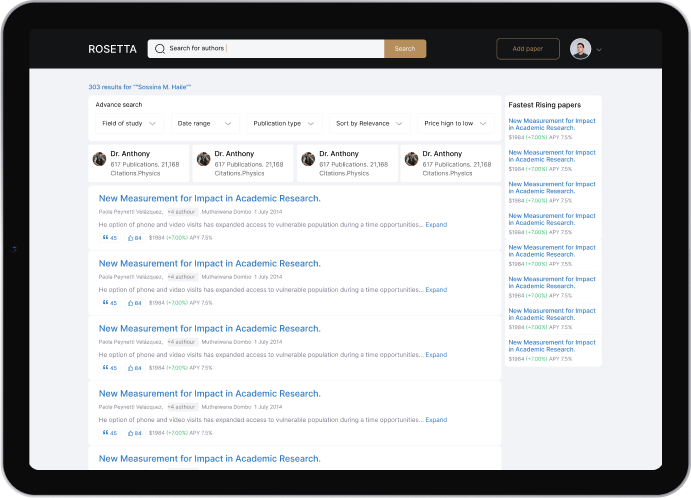 ROSETTA
Search for authors
Search
Add paper
303 results for ""Sossina M. Haile""
Advance search
Field of study
Date range
Publication type
Sort by Relevance
Price hign to low
Dr. Anthony
617 Publications. 21,168
Citations.Physics
Dr. Anthony
617 Publications. 21,168
Citations.Physics
Dr. Anthony
617 Publications. 21,168
Citations.Physics
Dr. Anthony
617 Publications. 21,168
Citations.Physics
New Measurement for Impact in Academic Research.
Paola Peynetti Velázquez, +4 authour Mutheiwana Dombo 1 July 2014
He option of phone and video visits has expanded access to vulnerable population during a time opportunities... Expand
45 84 $1984 (+7.00%) APY 7.5%
New Measurement for Impact in Academic Research.
Paola Peynetti Velázquez, +4 authour Mutheiwana Dombo 1 July 2014
He option of phone and video visits has expanded access to vulnerable population during a time opportunities... Expand
45 84 $1984 (+7.00%) APY 7.5%
New Measurement for Impact in Academic Research.
Paola Peynetti Velázquez, +4 authour Mutheiwana Dombo 1 July 2014
He option of phone and video visits has expanded access to vulnerable population during a time opportunities... Expand
45 84 $1984 (+7.00%) APY 7.5%
New Measurement for Impact in Academic Research.
Paola Peynetti Velázquez, +4 authour Mutheiwana Dombo 1 July 2014
He option of phone and video visits has expanded access to vulnerable population during a time opportunities... Expand
45 84 $1984 (+7.00%) APY 7.5%
New Measurement for Impact in Academic Research.
Fastest Rising papers
New Measurement for Impact
in Academic Research.
$1984 (+7.00%) APY 7.5%
New Measurement for Impact
in Academic Research.
$1984 (+7.00%) APY 7.5%
New Measurement for Impact
in Academic Research.
$1984 (+7.00%) APY 7.5%
New Measurement for Impact
in Academic Research.
$1984 (+7.00%) APY 7.5%
New Measurement for Impact
in Academic Research.
$1984 (+7.00%) APY 7.5%
New Measurement for Impact
in Academic Research.
$1984 (+7.00%) APY 7.5%
New Measurement for Impact
in Academic Research.
$1984 (+7.00%) APY 7.5%
New Measurement for Impact
in Academic Research.
$1984 (+7.00%) APY 7.5%